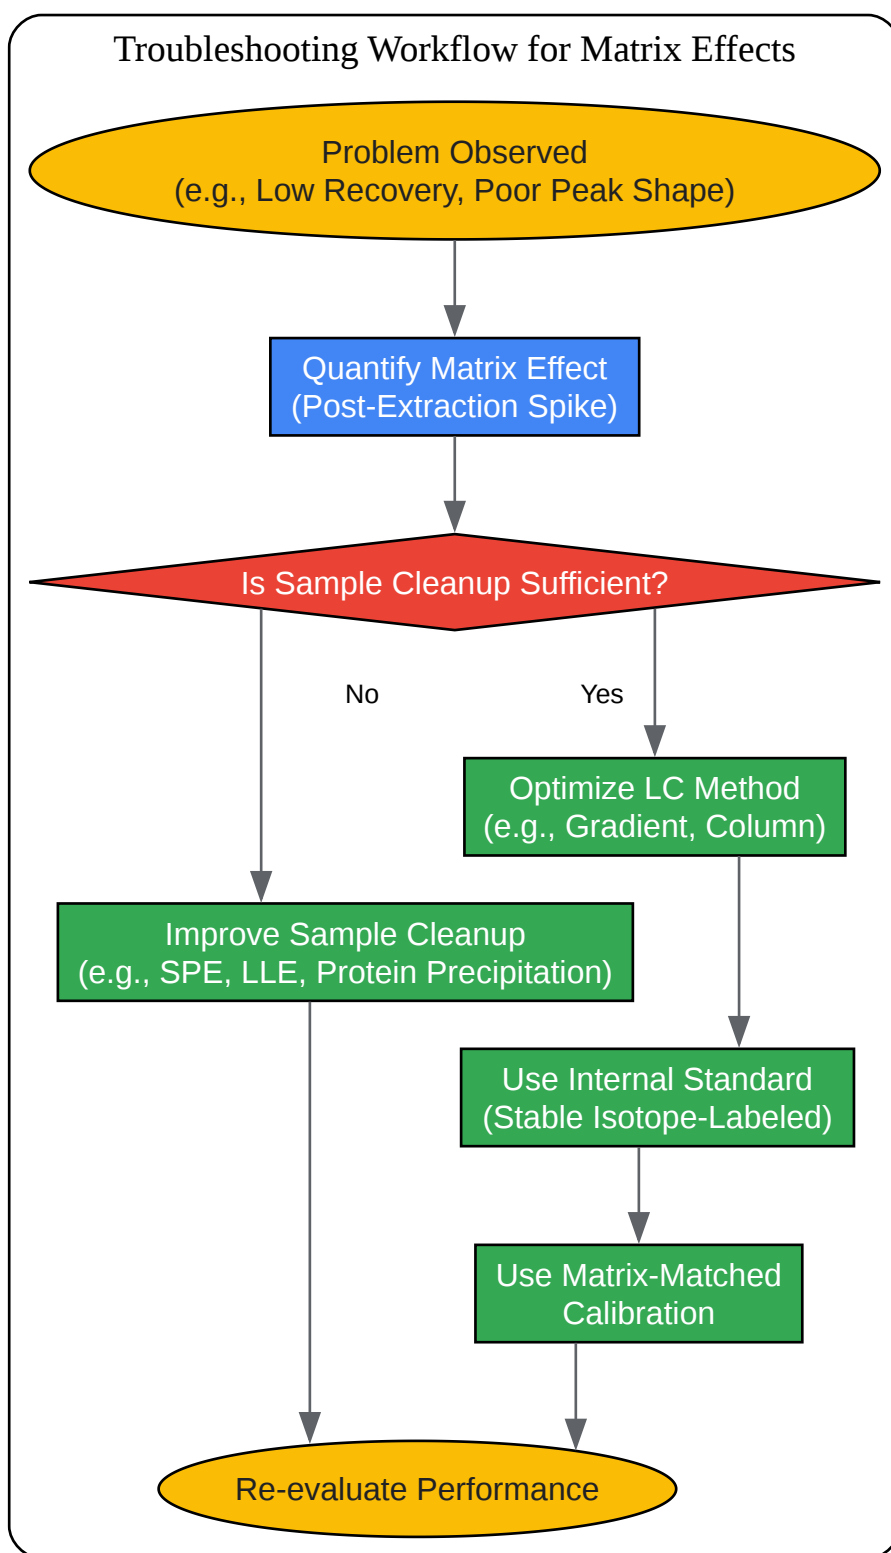 Troubleshooting Workflow for Matrix Effects
Problem Observed
(e.g., Low Recovery, Poor Peak Shape)
Quantify Matrix Effect
(Post-Extraction Spike)
Is Sample Cleanup Sufficient?
No
Yes
Optimize LC Method
(e.g., Gradient, Column)
Improve Sample Cleanup
(e.g., SPE, LLE, Protein Precipitation)
Use Internal Standard
(Stable Isotope-Labeled)
Use Matrix-Matched
Calibration
Re-evaluate Performance